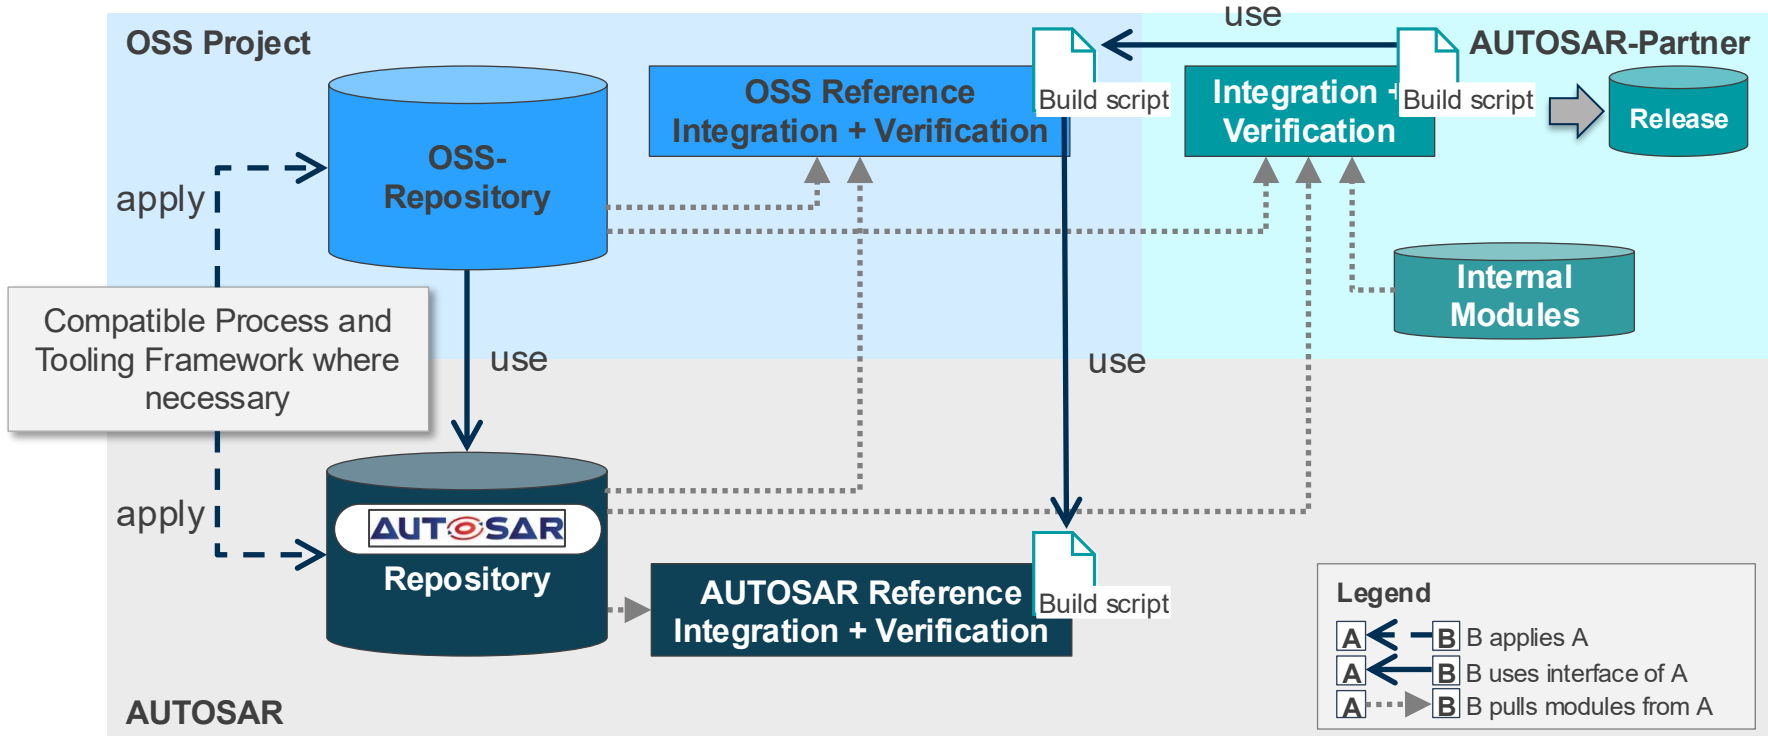 use
OSS Project
AUTOSAR-Partner
OSS Reference
Integration + Verification
Build script
Integration +
Verification
Build script
Release
OSS-
Repository
apply
Internal
Modules
Compatible Process and
Tooling Framework where
necessary
use
use
apply
AUTOSAR
Repository
AUTOSAR Reference
Integration + Verification
Build script
Legend
A B B applies A
A B B uses interface of A
A B B pulls modules from A
AUTOSAR